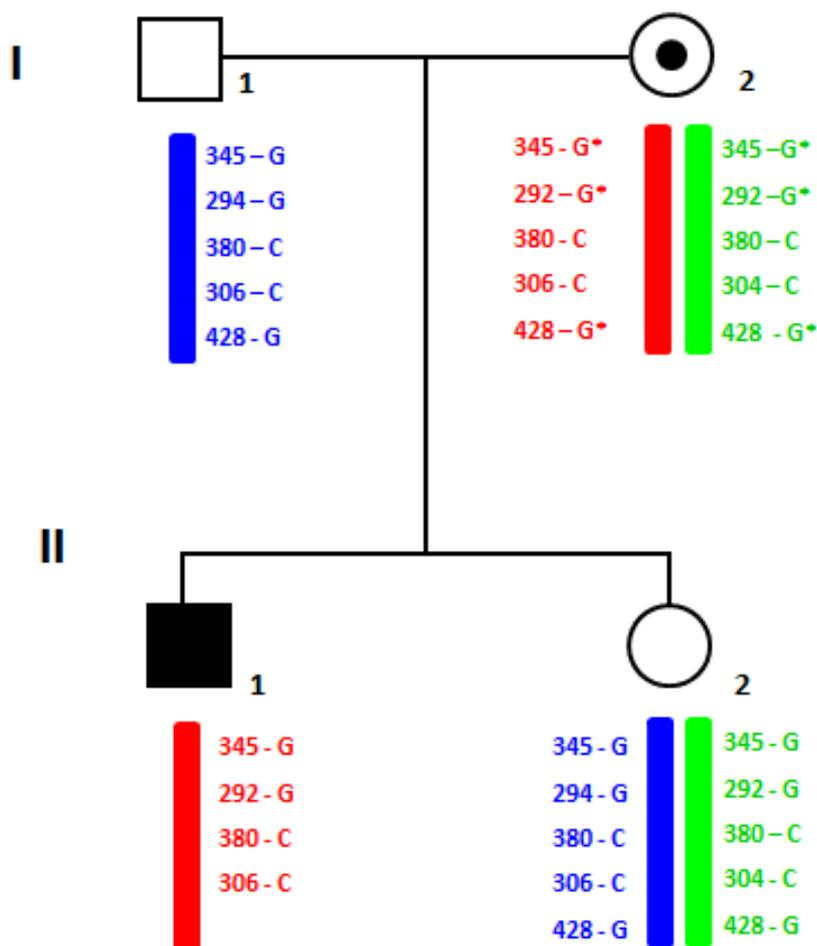 I
1
2
345 – G
294 – G
380 – C
306 – C
428 - G
345 - G*
292 – G*
380 - C
306 - C
428 – G*
345 –G*
292 –G*
380 – C
304 – C
428 - G*
II
1
2
345 - G
292 - G
380 - C
306 - C
345 - G
294 - G
380 - C
306 - C
428 - G
345 - G
292 - G
380 – C
304 - C
428 - G